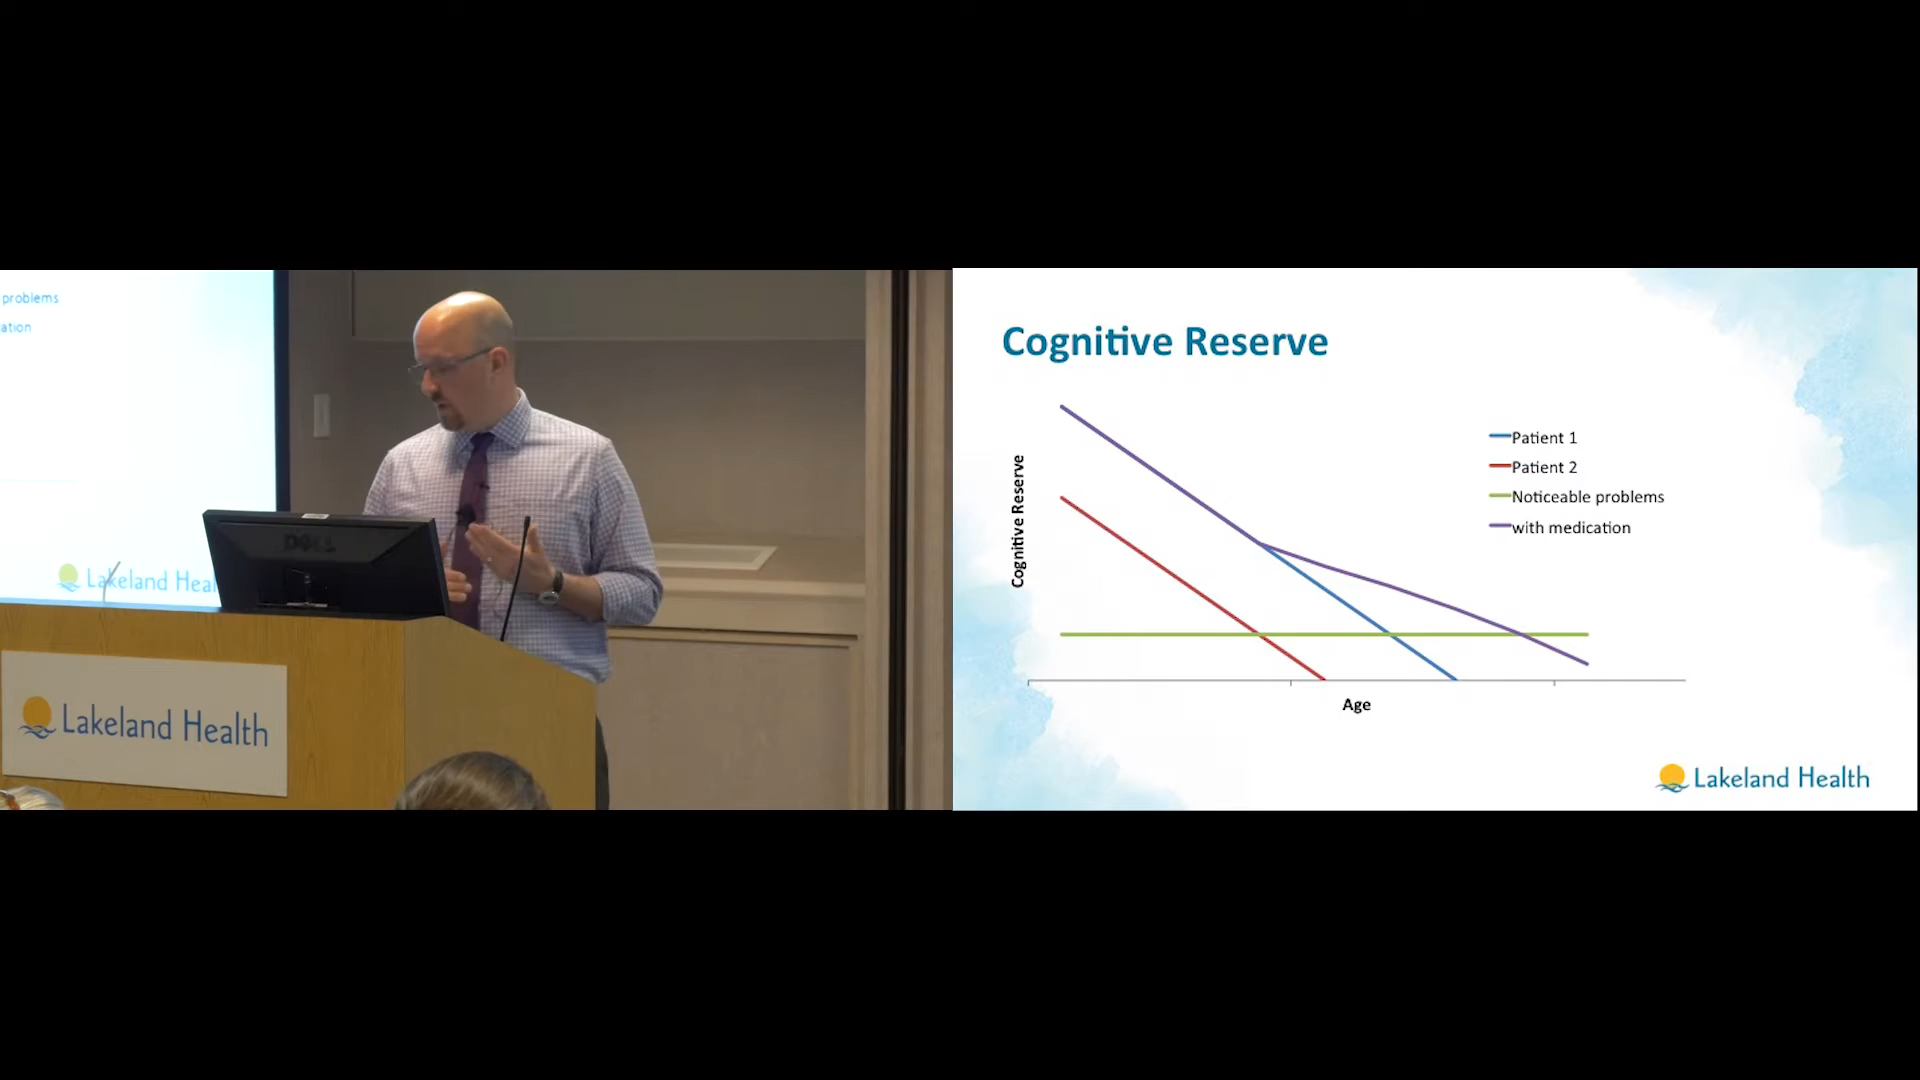 problems
ation
Lakeland Heal
DELL
Lakeland Health
Cognitive Reserve
Cognitive Reserve
Patient 1
Patient 2
Noticeable problems
with medication
Age
Lakeland Health